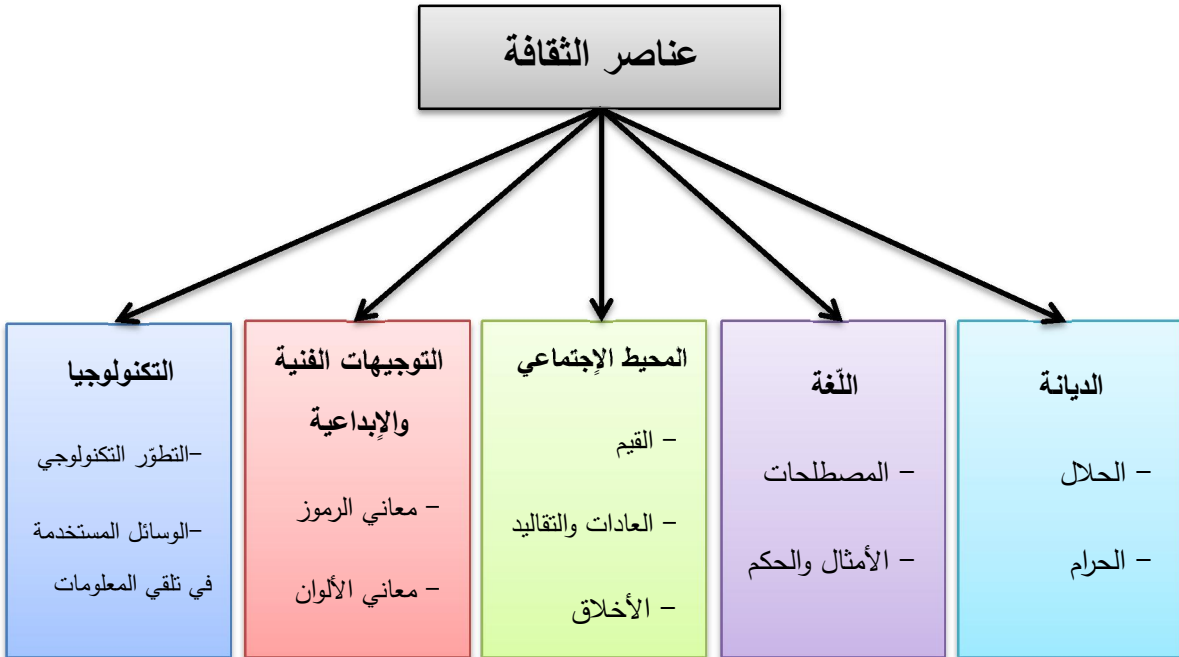 عناصر الثقافة
الديانة
- الحلال
- الحرام
اللّغة
- المصطلحات
- الأمثال والحكم
المحيط الإجتماعي
- القيم
- العادات والتقاليد
- الأخلاق
التوجيهات الفنية
والإبداعية
- معاني الرموز
- معاني الألوان
التكنولوجيا
-التطوّر التكنولوجي
-الوسائل المستخدمة
في تلقي المعلومات